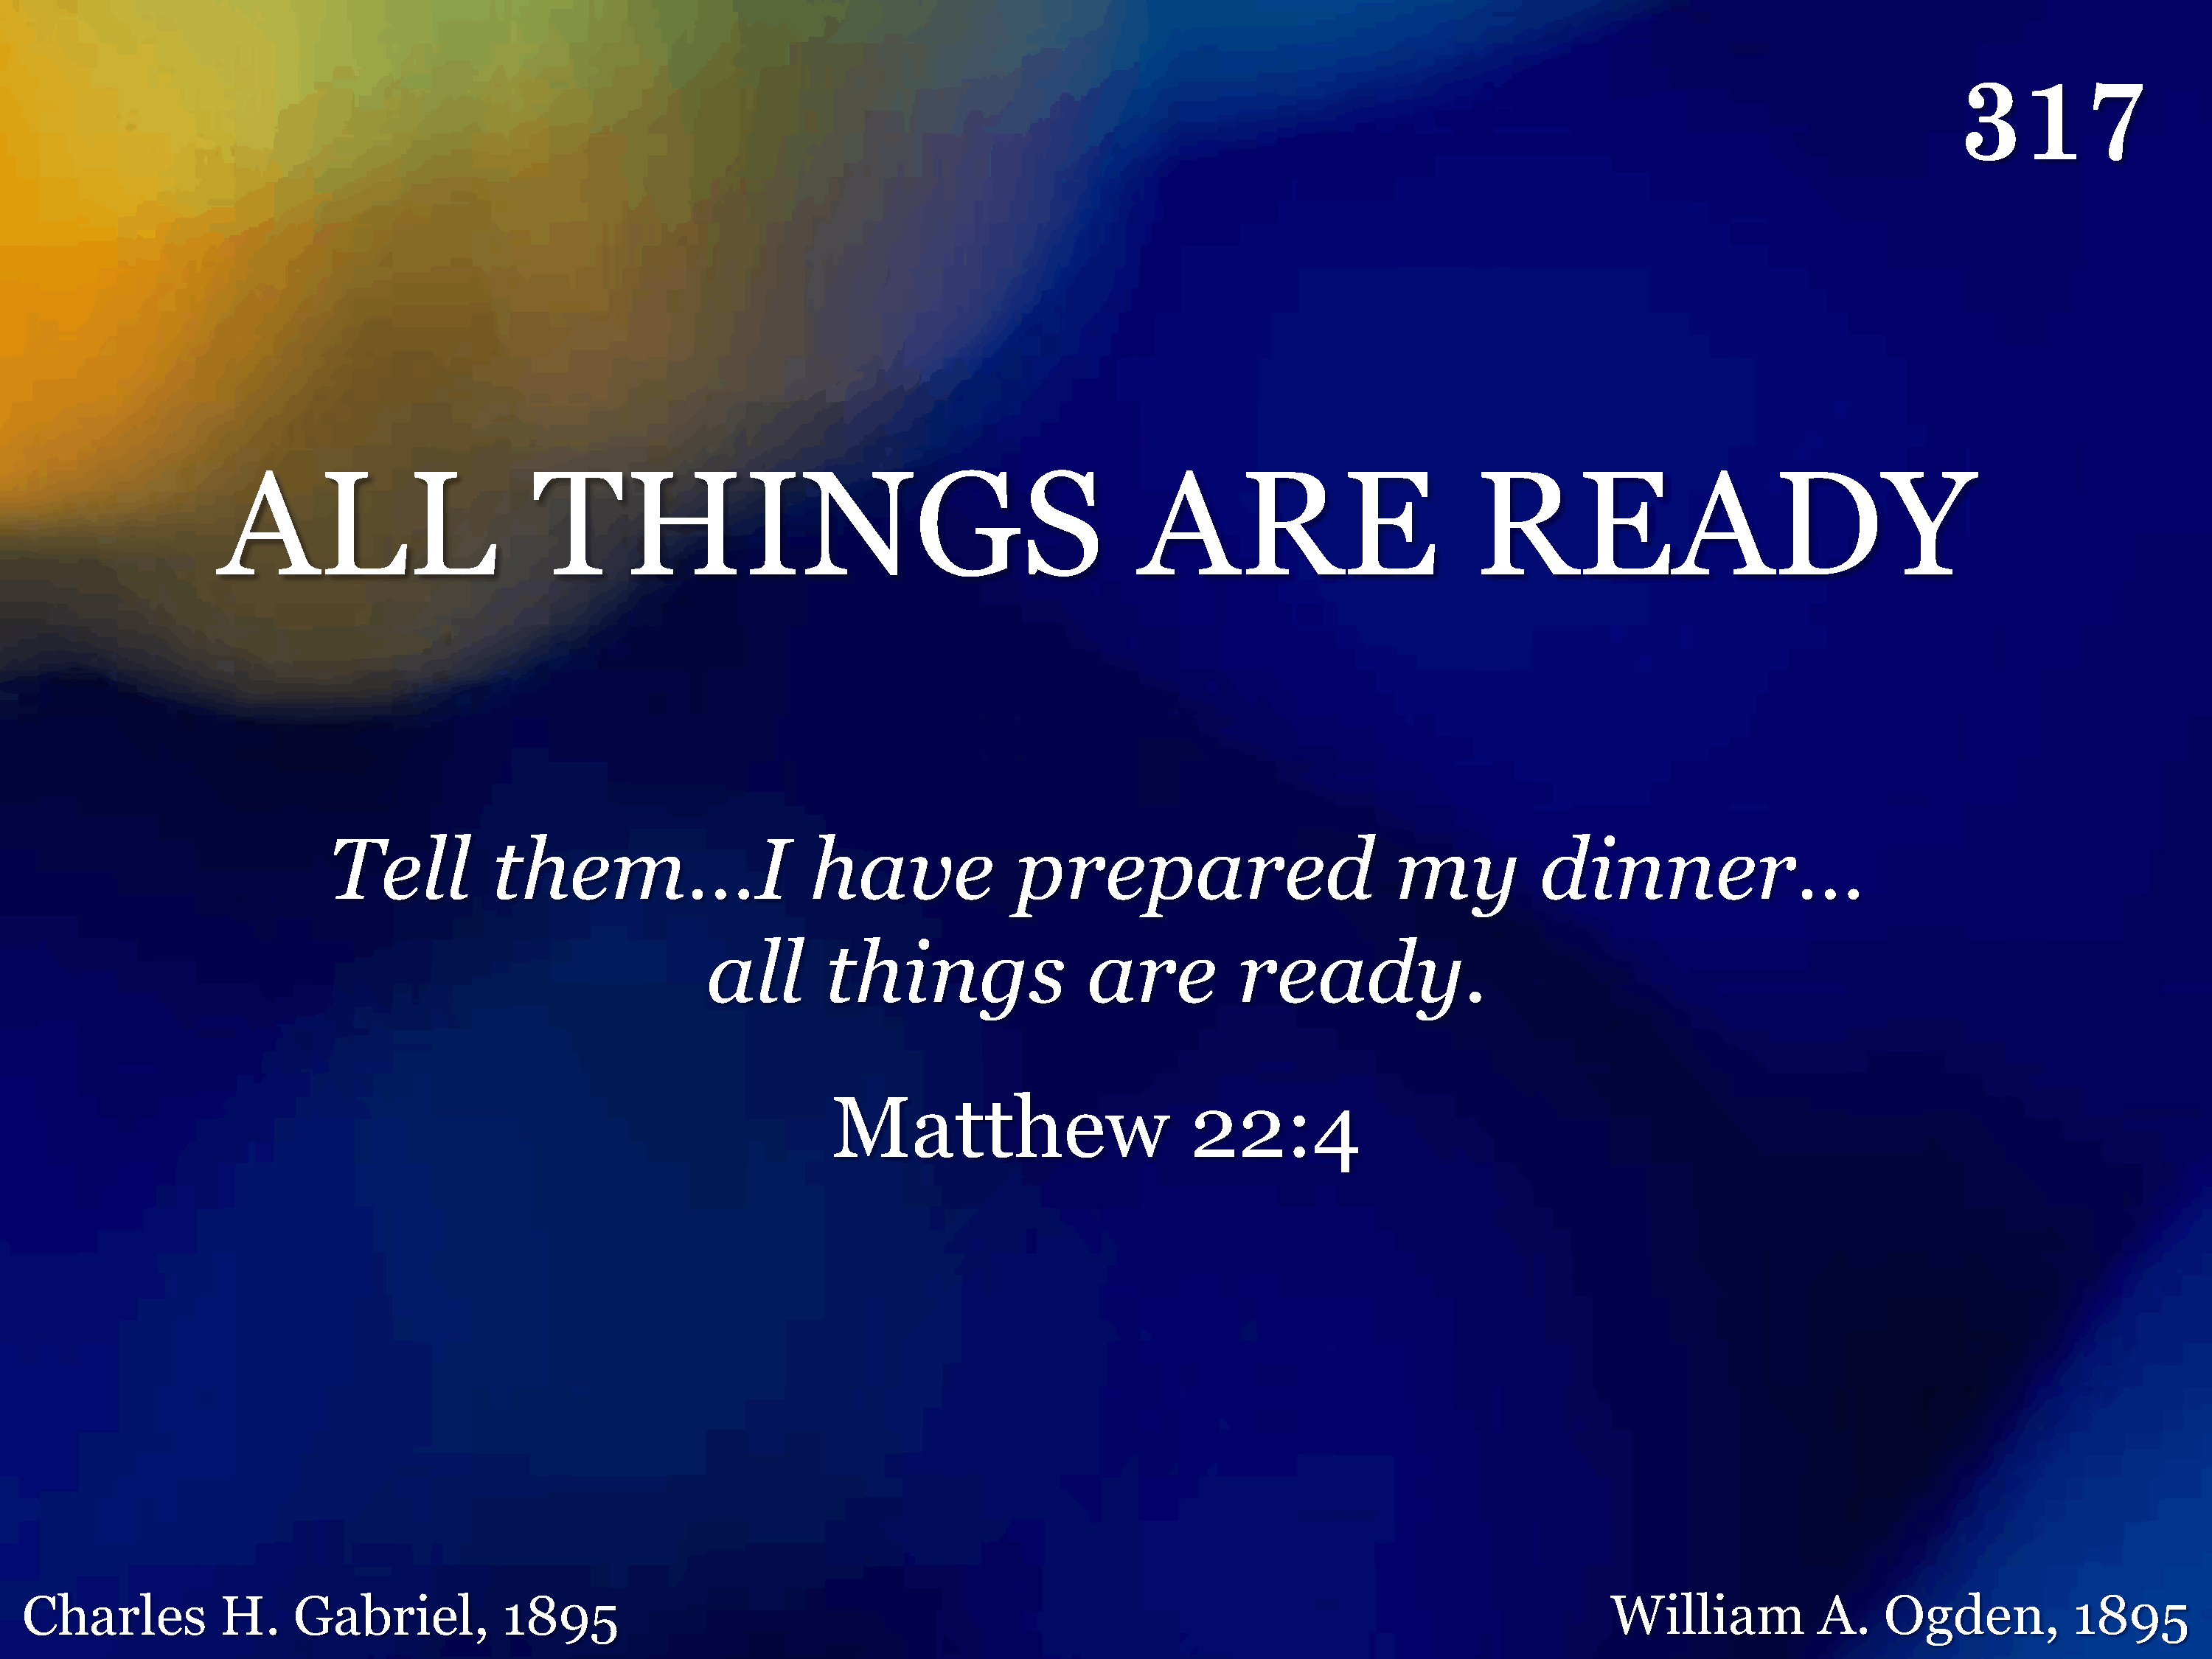 317
ALL THINGS ARE READY
Tell them…I have prepared my dinner…
all things are ready.
Matthew 22:4
Charles H. Gabriel, 1895
William A. Ogden, 1895